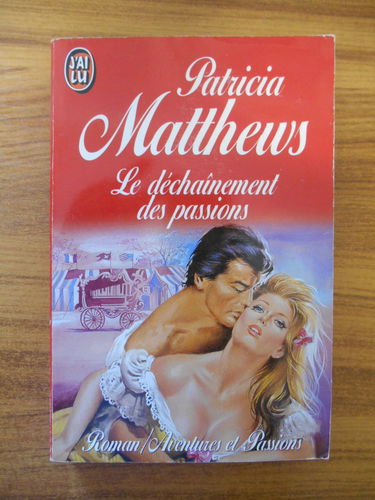 J'AI
LU
Patricia
Matthews
Le déchaînement
des passions
Roman/Aventures et Passions